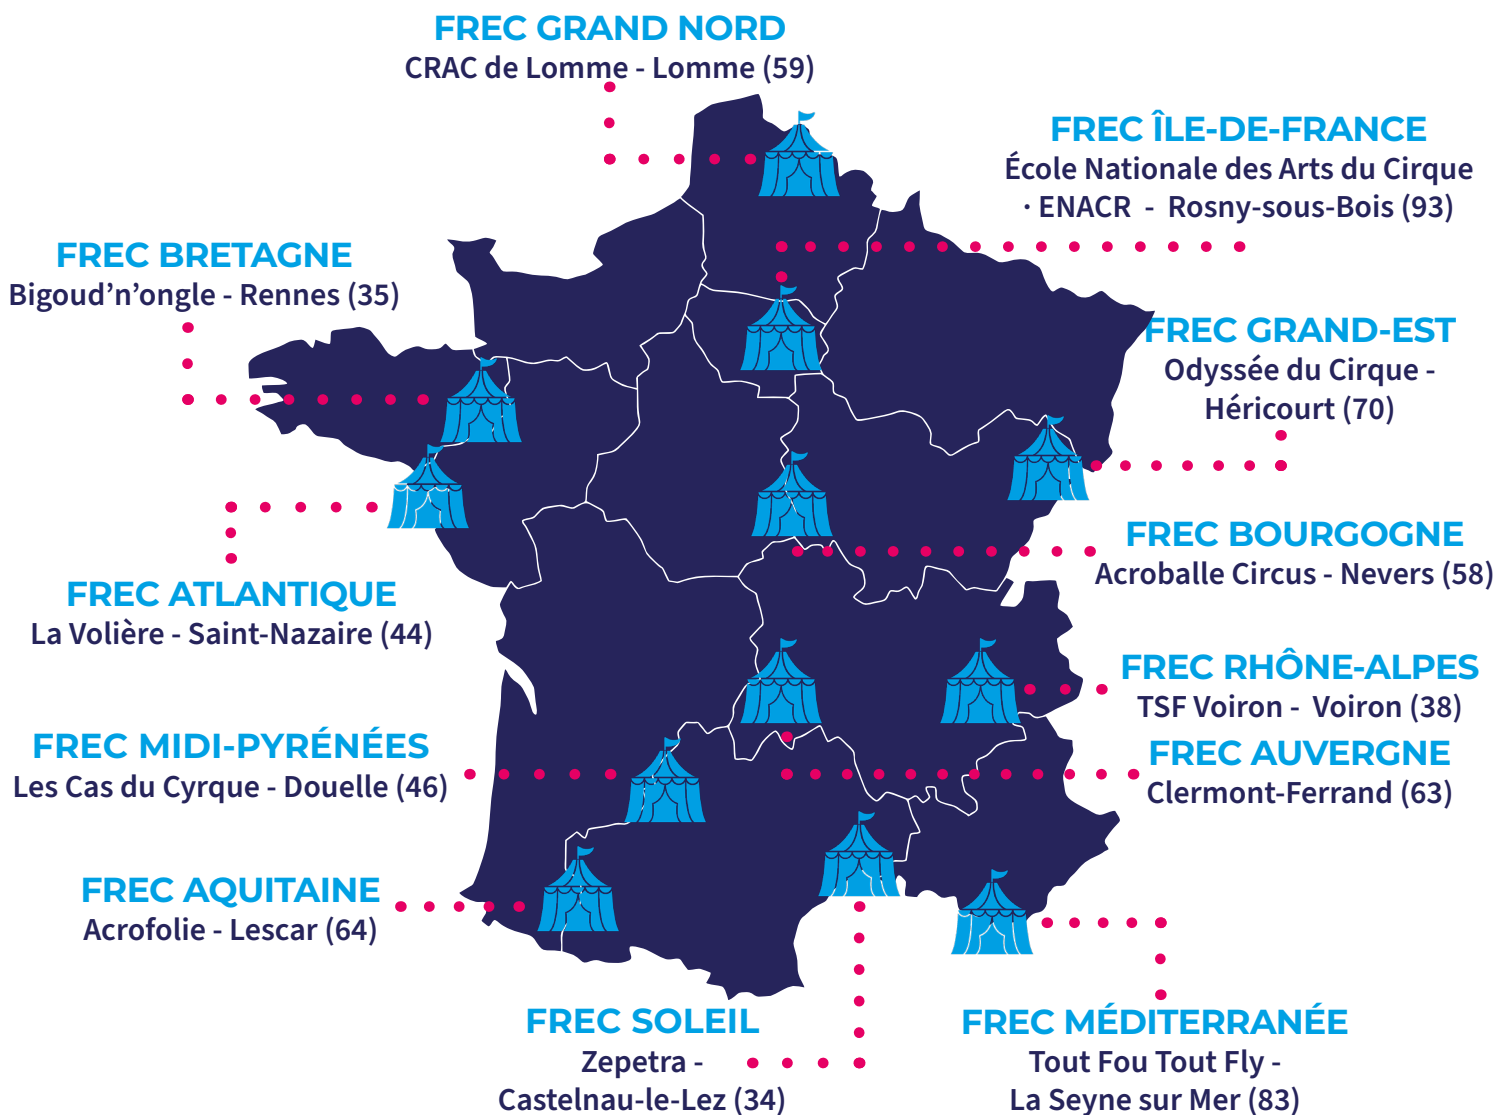 FREC GRAND NORD
CRAC de Lomme - Lomme (59)
FREC ÎLE-DE-FRANCE
École Nationale des Arts du Cirque
· ENACR - Rosny-sous-Bois (93)
FREC BRETAGNE
Bigoud’n’ongle - Rennes (35)
FREC GRAND-EST
Odyssée du Cirque -
Héricourt (70)
FREC BOURGOGNE
Acroballe Circus - Nevers (58)
FREC ATLANTIQUE
La Volière - Saint-Nazaire (44)
FREC RHÔNE-ALPES
TSF Voiron - Voiron (38)
FREC MIDI-PYRÉNÉES
Les Cas du Cyrque - Douelle (46)
FREC AUVERGNE
Clermont-Ferrand (63)
FREC AQUITAINE
Acrofolie - Lescar (64)
FREC SOLEIL
Zepetra -
Castelnau-le-Lez (34)
FREC MÉDITERRANÉE
Tout Fou Tout Fly -
La Seyne sur Mer (83)